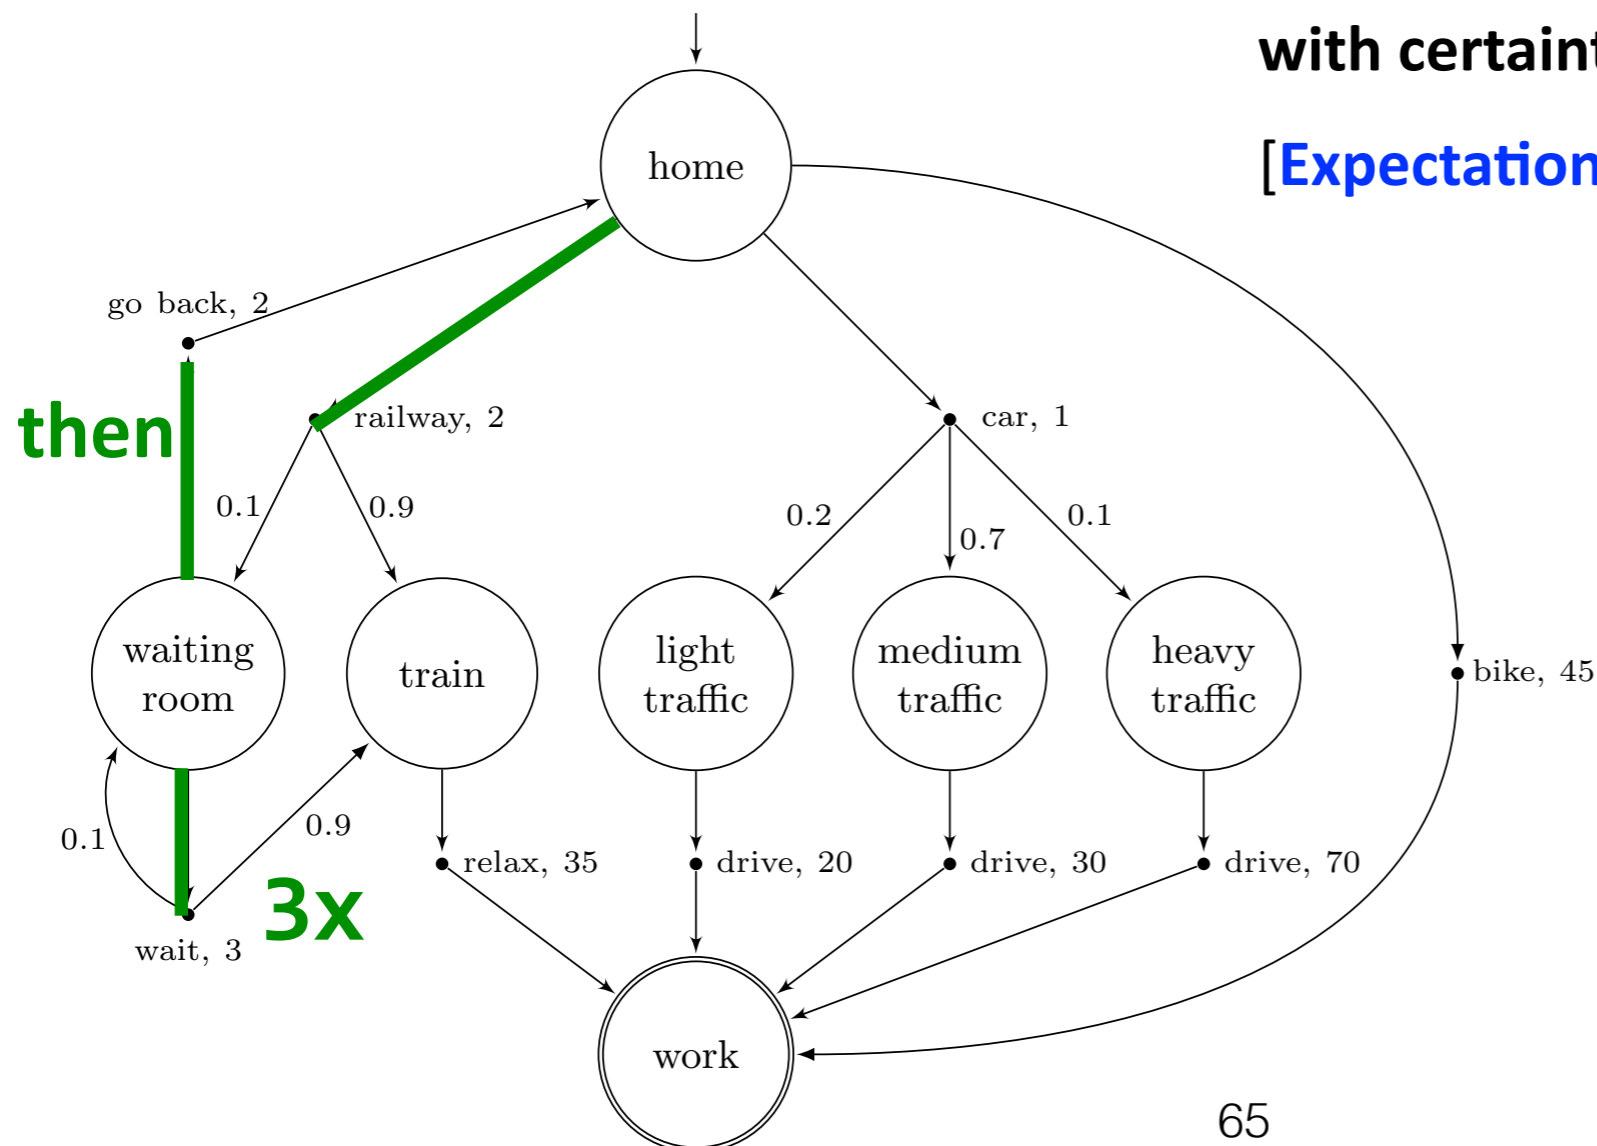 with certain
[Expectation
home
go back, 2
then
railway, 2
car, 1
0.1
0.9
0.2
0.7
0.1
waiting
room
train
light
traffic
medium
traffic
heavy
traffic
bike, 45
0.1
0.9
relax, 35
drive, 20
drive, 30
drive, 70
3x
wait, 3
work
65